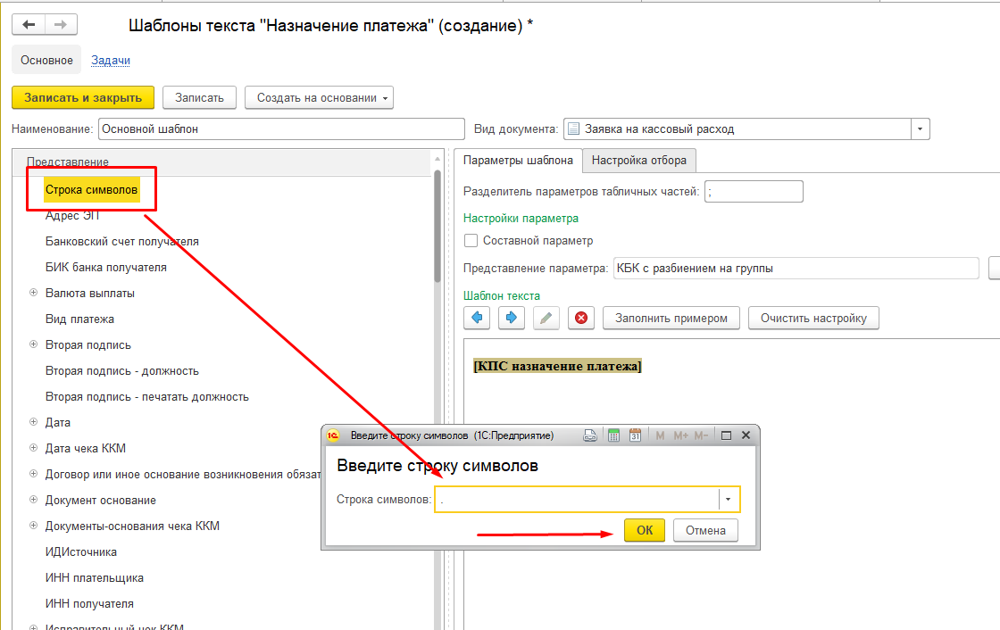 Шаблоны текста "Назначение платежа" (создание) *
Основное Задачи
Записать и закрыть Записать Создать на основании
Наименование: Основной шаблон Вид документа: Заявка на кассовый расход
Представление
Строка символов
Адрес ЭП
Банковский счет получателя
БИК банка получателя
Валюта выплаты
Вид платежа
Вторая подпись
Вторая подпись - должность
Вторая подпись - печатать должность
Дата
Дата чека ККМ
Договор или иное основание возникновения обязат
Документ основание
Документы-основания чека ККМ
ИДИсточника
ИНН плательщика
ИНН получателя
Исправительный чек ККМ
Параметры шаблона Настройка отбора
Разделитель параметров табличных частей: ;
Настройки параметра
Составной параметр
Представление параметра: КБК с разбиением на группы
Шаблон текста
Заполнить примером Очистить настройку
[КПС назначение платежа]
1С Введите строку символов (1С:Предприятие) 31 M M+ M-
Введите строку символов
Строка символов: .
ОК Отмена